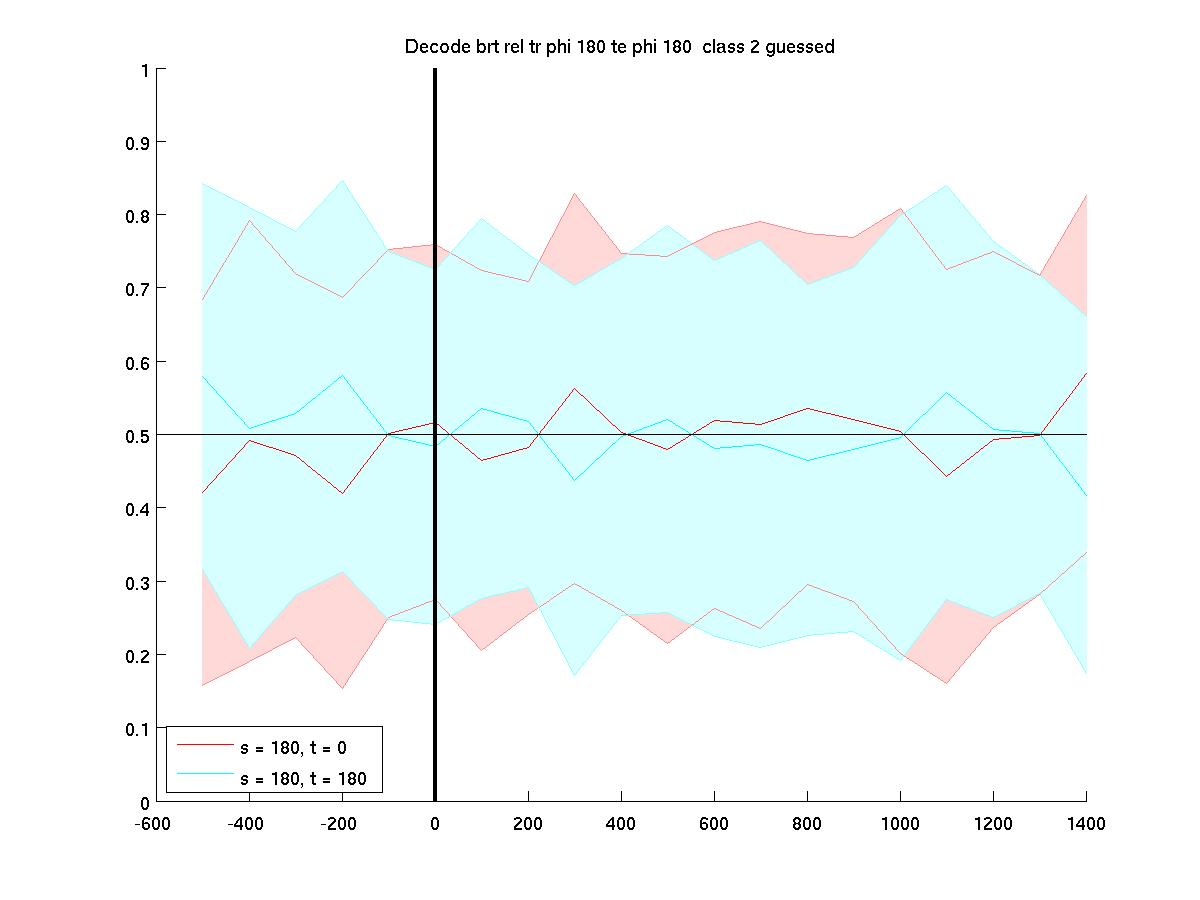 Decode brt rel tr phi 180 te phi 180  class 2 guessed
1
0.9
0.8
0.7
0.6
0.5
0.4
0.3
0.2
0.1
0
s = 180, t = 0
s = 180, t = 180
-600 -400 -200 0 200 400 600 800 1000 1200 1400